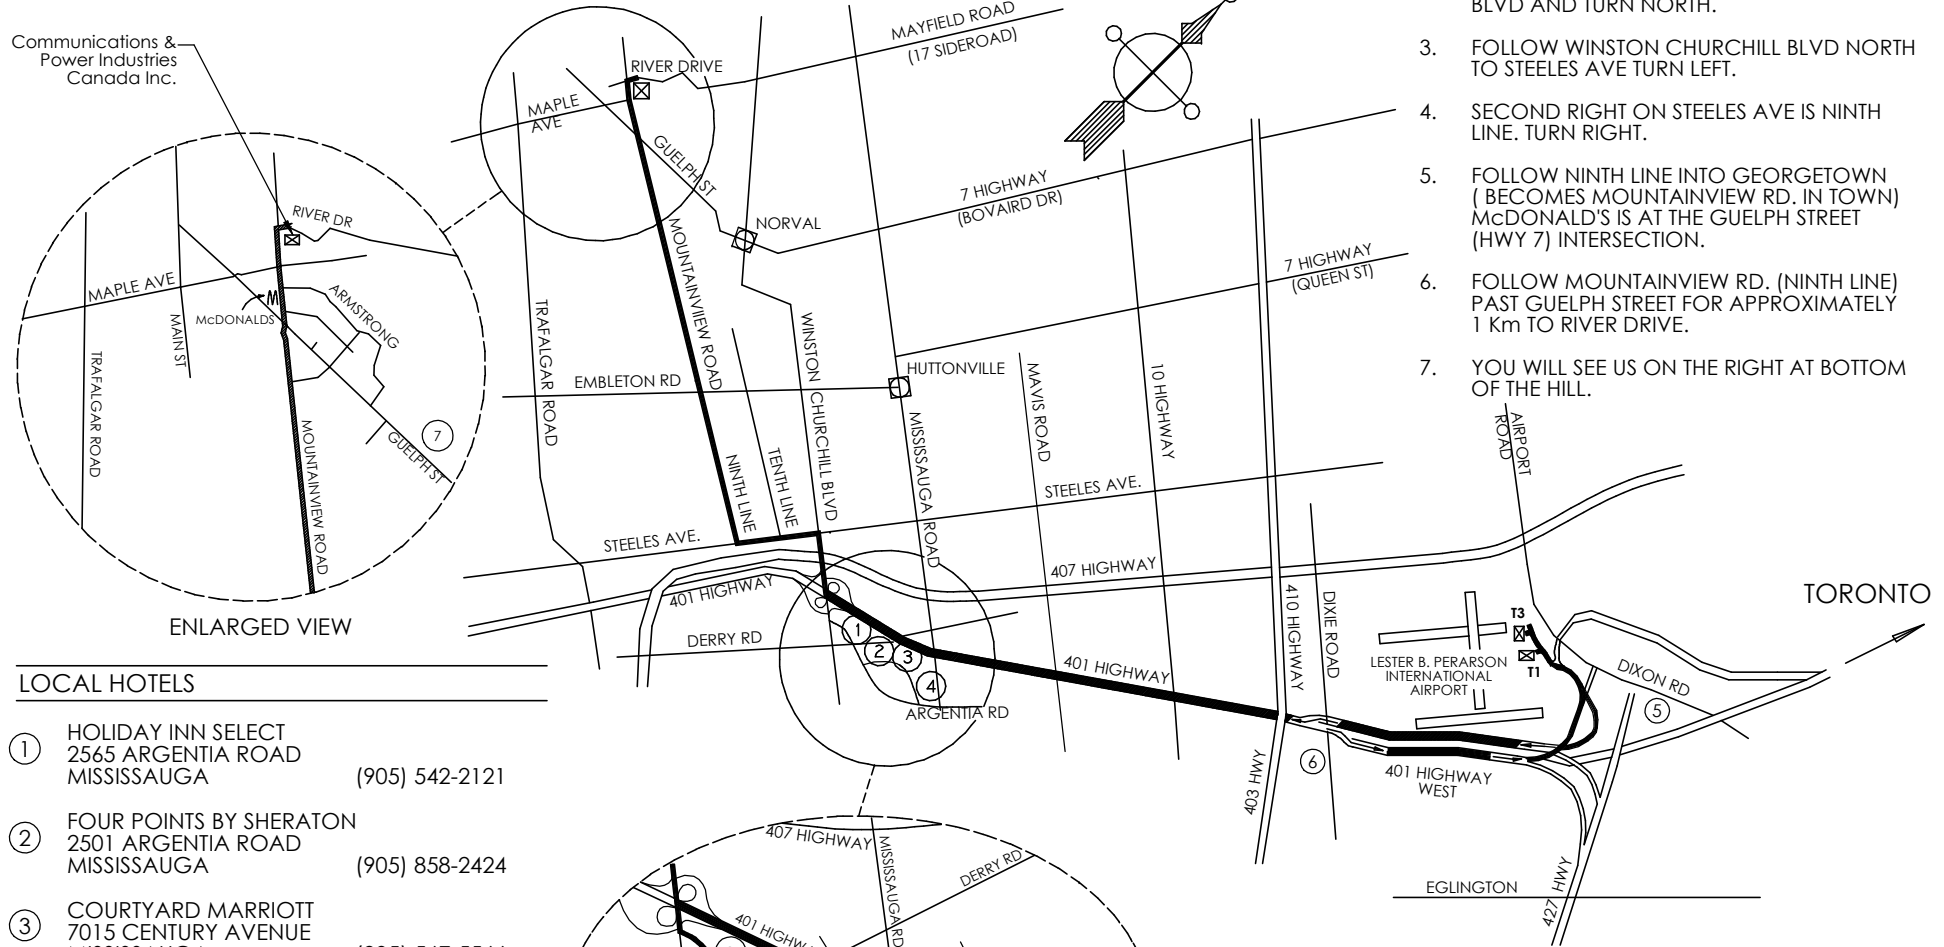 Communications &
Power Industries
Canada Inc.
RIVER DR
MAPLE AVE
McDONALDS
ARMSTRONG
MAIN ST
TRAFALGAR ROAD
MOUNTAINVIEW ROAD
GUELPH ST
7
ENLARGED VIEW
MAYFIELD ROAD
(17 SIDEROAD)
RIVER DRIVE
MAPLE
AVE
GUELPH ST
NORVAL
7 HIGHWAY
(BOVAIRD DR)
7 HIGHWAY
(QUEEN ST)
MOUNTAINVIEW ROAD
TRAFALGAR ROAD
WINSTON CHURCHILL BLVD
EMBLETON RD
HUTTONVILLE
MAVIS ROAD
10 HIGHWAY
MISSISSAUGA ROAD
NINTH LINE
TENTH LINE
STEELES AVE.
STEELES AVE.
407 HIGHWAY
401 HIGHWAY
DERRY RD
1
2
3
4
ARGENTIA RD
401 HIGHWAY
410 HIGHWAY
DIXIE ROAD
403 HWY
6
401 HIGHWAY
WEST
AIRPORT
ROAD
T3
T1
LESTER B. PERARSON
INTERNATIONAL
AIRPORT
DIXON RD
5
TORONTO
EGLINGTON
427 HWY
BLVD AND TURN NORTH.
3. FOLLOW WINSTON CHURCHILL BLVD NORTH
TO STEELES AVE TURN LEFT.
4. SECOND RIGHT ON STEELES AVE IS NINTH
LINE. TURN RIGHT.
5. FOLLOW NINTH LINE INTO GEORGETOWN
( BECOMES MOUNTAINVIEW RD. IN TOWN)
McDONALD'S IS AT THE GUELPH STREET
(HWY 7) INTERSECTION.
6. FOLLOW MOUNTAINVIEW RD. (NINTH LINE)
PAST GUELPH STREET FOR APPROXIMATELY
1 Km TO RIVER DRIVE.
7. YOU WILL SEE US ON THE RIGHT AT BOTTOM
OF THE HILL.
LOCAL HOTELS
1 HOLIDAY INN SELECT
2565 ARGENTIA ROAD
MISSISSAUGA (905) 542-2121
2 FOUR POINTS BY SHERATON
2501 ARGENTIA ROAD
MISSISSAUGA (905) 858-2424
3 COURTYARD MARRIOTT
7015 CENTURY AVENUE
407 HIGHWAY
MISSISSAUGA RD
DERRY RD
401 HIGHWAY